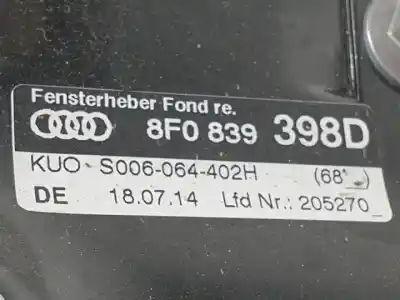 Fensterheber Fond re.
8F0 839 398D
KUO-S006-064-402H (68
DE 18.07.14 Lfd Nr.: 205270